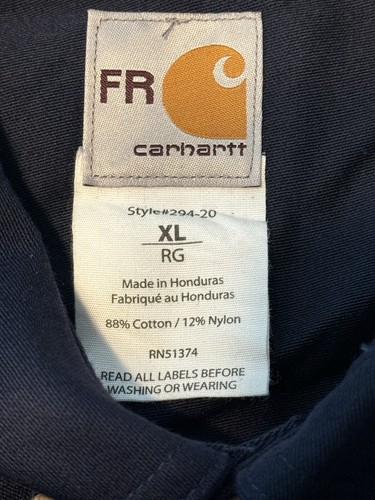 FR
carhartt
Style#294-20
XL
RG
Made in Honduras
Fabriqué au Honduras
88% Cotton / 12% Nylon
RN51374
READ ALL LABELS BEFORE
WASHING OR WEARING